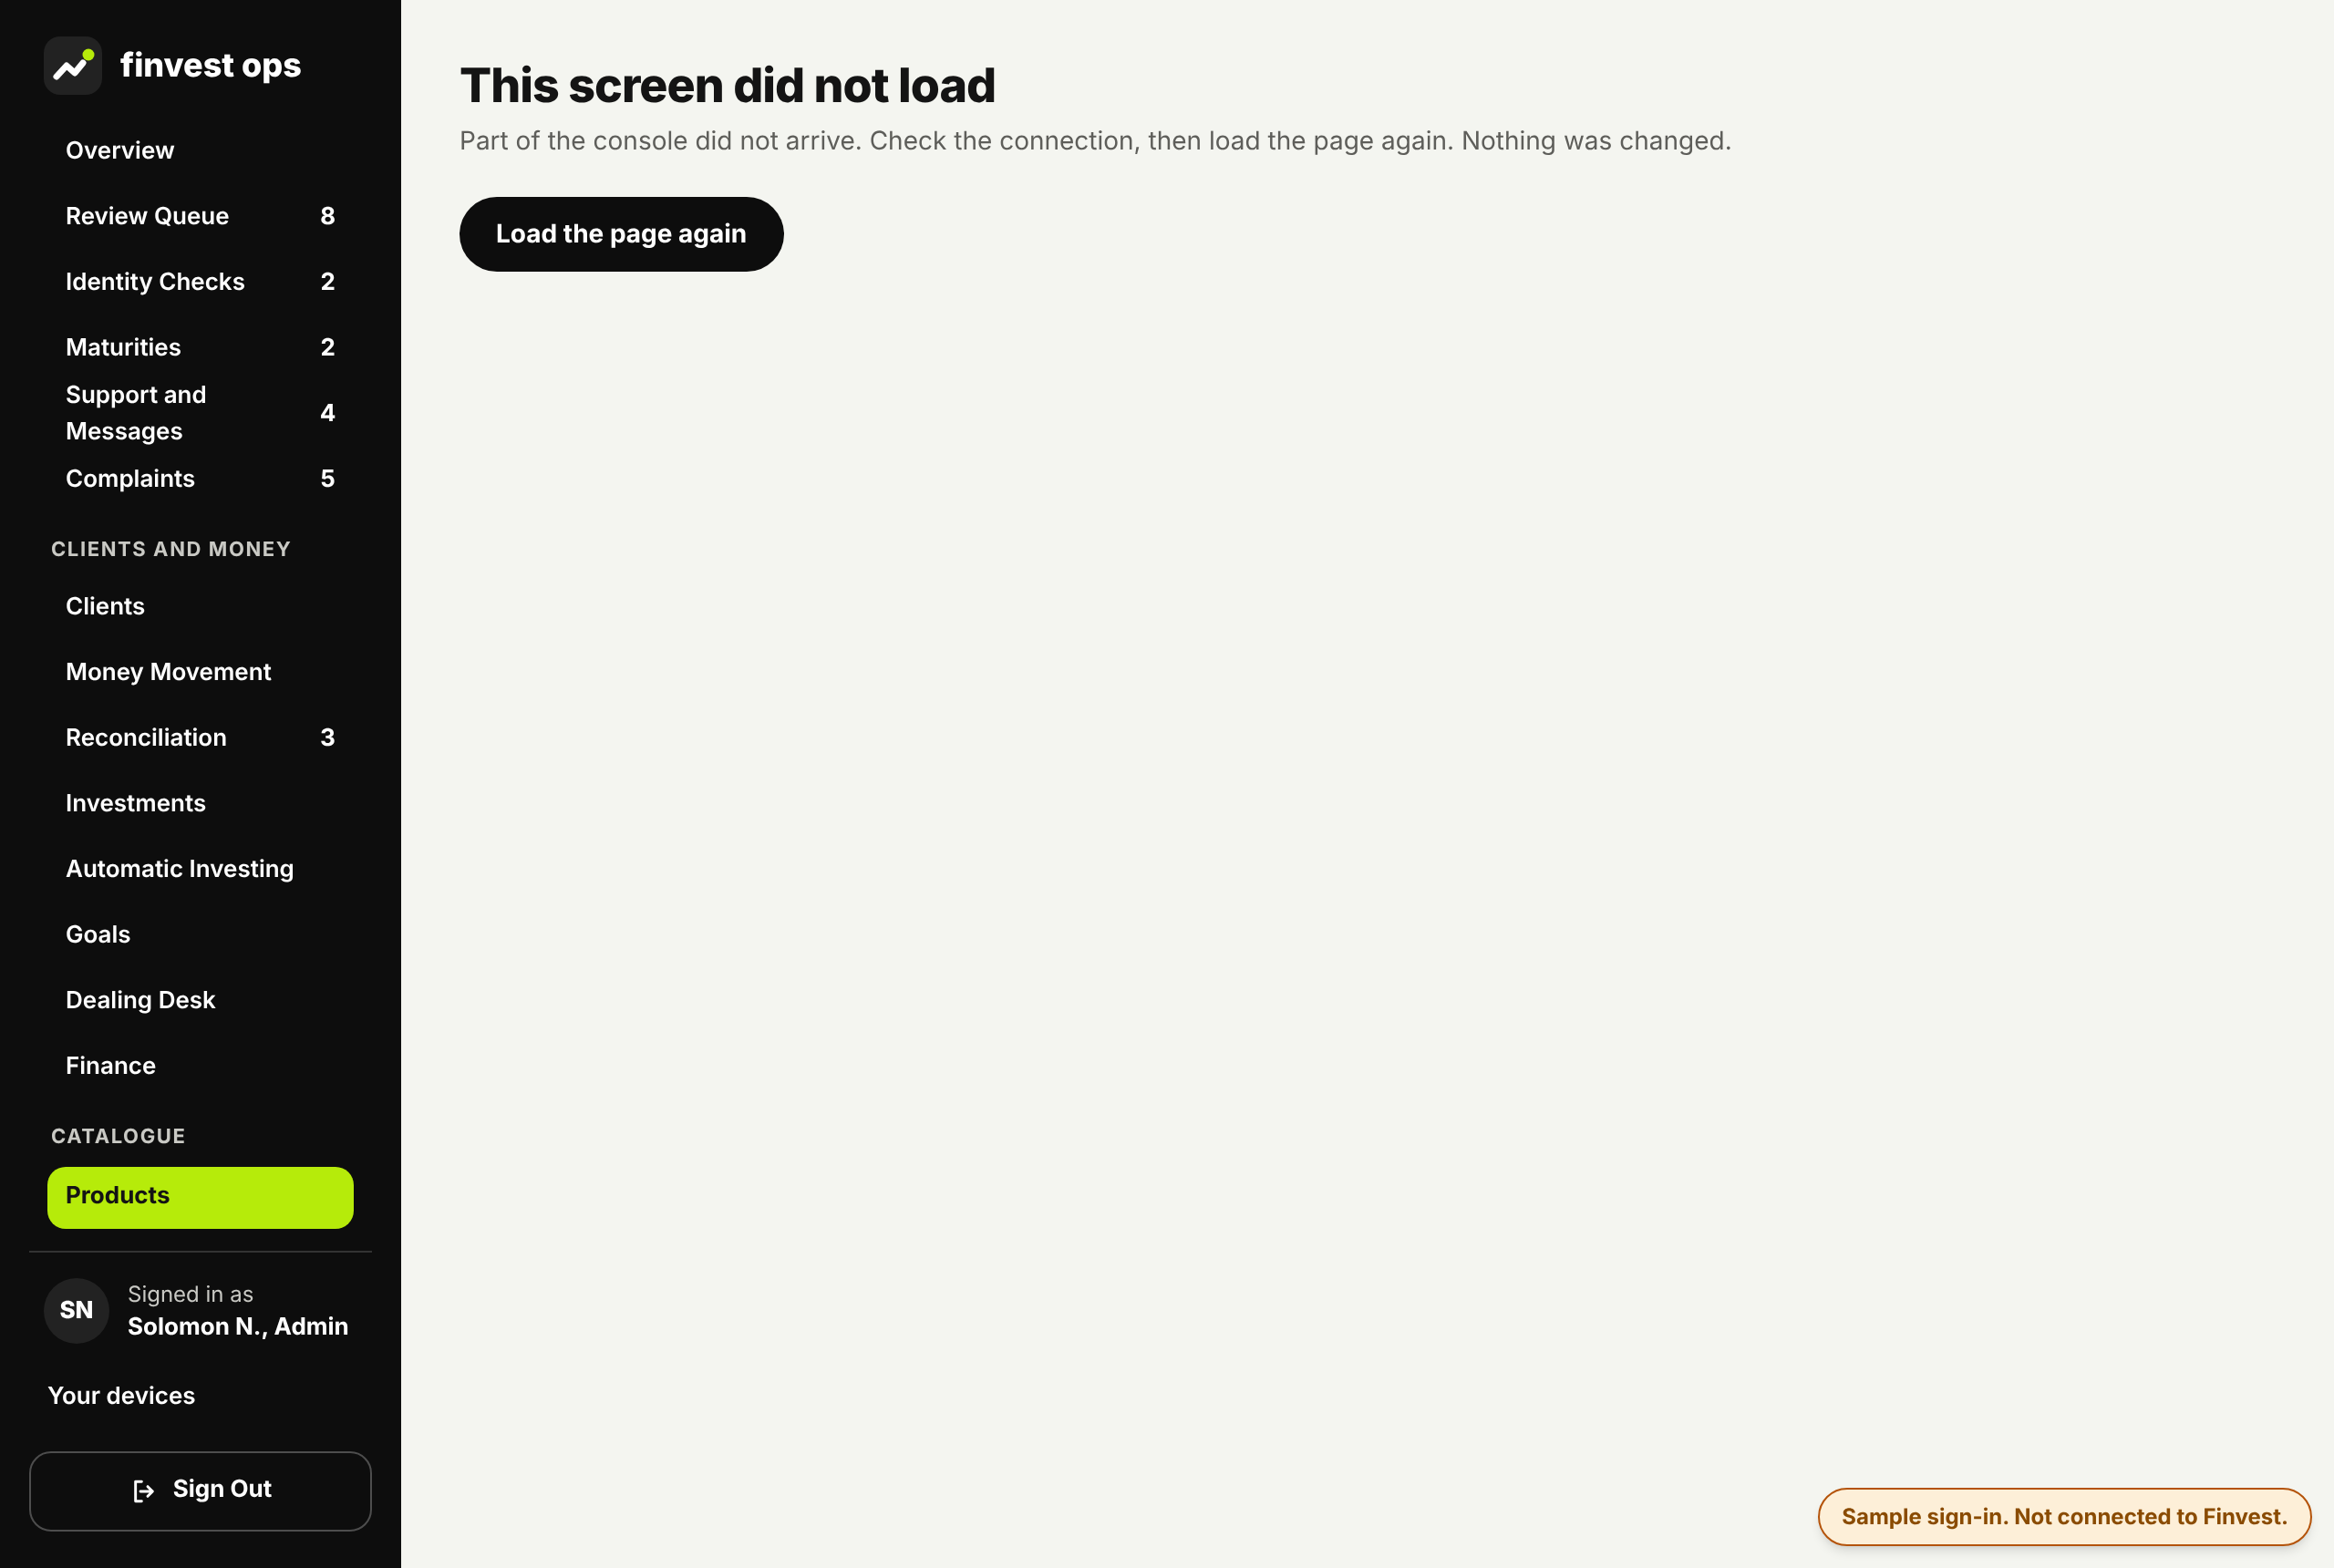 finvest ops
Overview
Review Queue 8
Identity Checks 2
Maturities 2
Support and
Messages 4
Complaints 5
CLIENTS AND MONEY
Clients
Money Movement
Reconciliation 3
Investments
Automatic Investing
Goals
Dealing Desk
Finance
CATALOGUE
Products
SN
Signed in as
Solomon N., Admin
Your devices
Sign Out
This screen did not load
Part of the console did not arrive. Check the connection, then load the page again. Nothing was changed.
Load the page again
Sample sign-in. Not connected to Finvest.